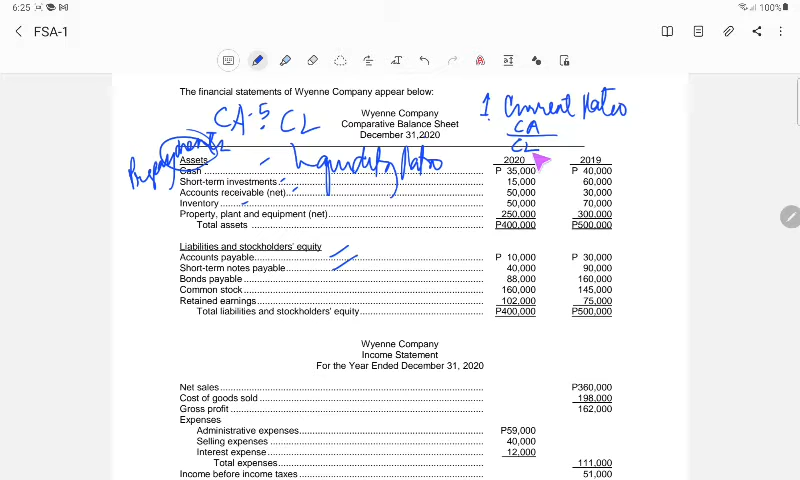 6:25
100%
FSA-1
The financial statements of Wyenne Company appear below:
1. Current Ratio
CA
CL
CA - 5
CL
Wyenne Company
Comparative Balance Sheet
December 31,2020
Liquidity Ratio
Prepayments
Assets 2020 2019
Cash P 35,000 P 40,000
Short-term investments 15,000 60,000
Accounts receivable (net) 50,000 30,000
Inventory 50,000 70,000
Property, plant and equipment (net) 250,000 300,000
Total assets P400,000 P500,000
Liabilities and stockholders' equity
Accounts payable P 10,000 P 30,000
Short-term notes payable 40,000 90,000
Bonds payable 88,000 160,000
Common stock 160,000 145,000
Retained earnings 102,000 75,000
Total liabilities and stockholders' equity P400,000 P500,000
Wyenne Company
Income Statement
For the Year Ended December 31, 2020
Net sales P360,000
Cost of goods sold 198,000
Gross profit 162,000
Expenses
Administrative expenses P59,000
Selling expenses 40,000
Interest expense 12,000
Total expenses 111,000
Income before income taxes 51,000